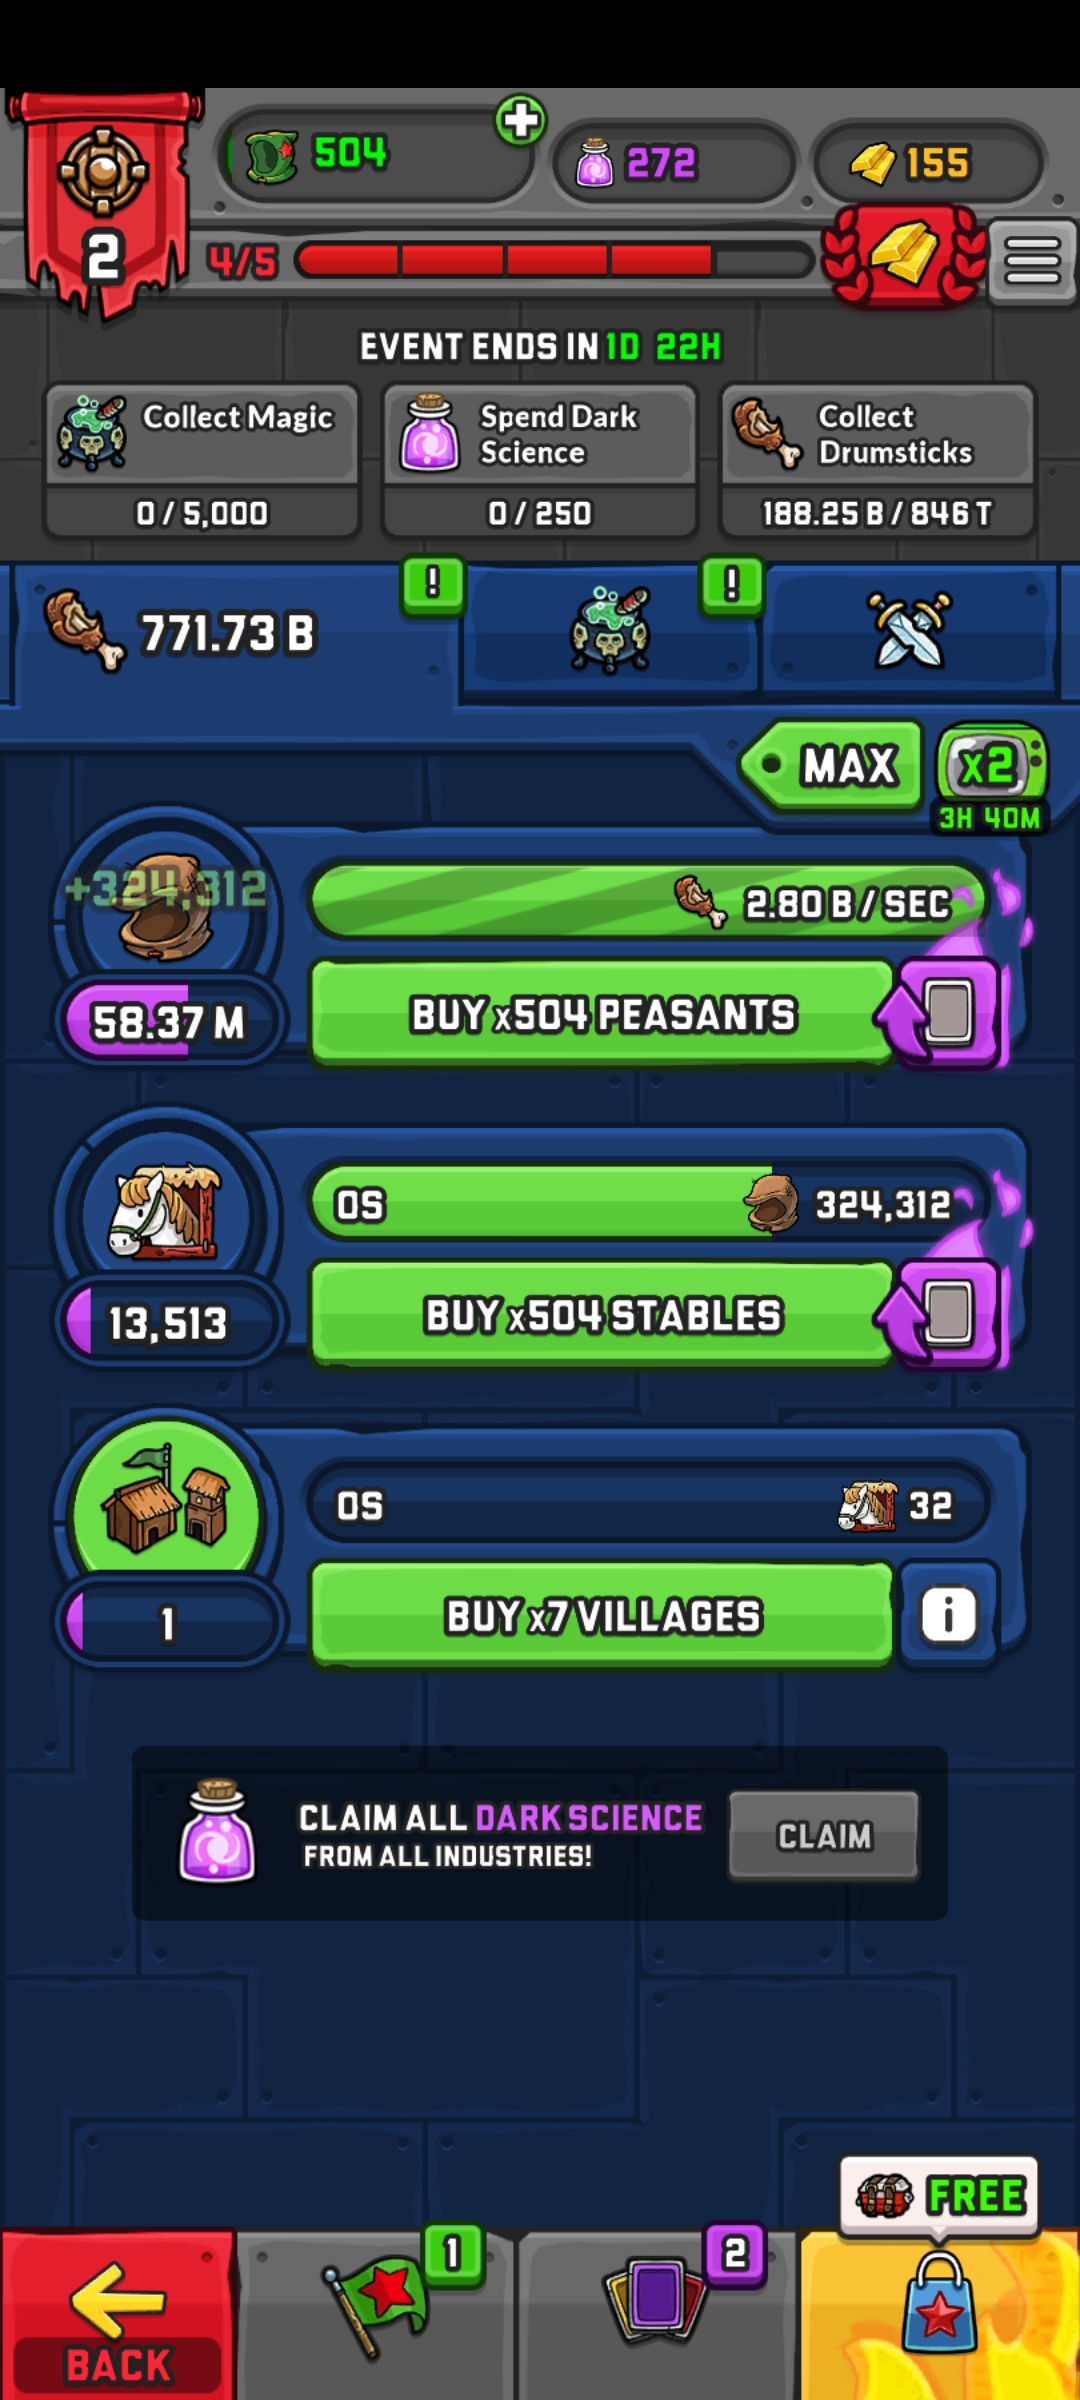 504
272
155
2
4/5
EVENT ENDS IN 1D 22H
Collect Magic
0 / 5,000
Spend Dark
Science
0 / 250
Collect
Drumsticks
188.25 B / 846 T
771.73 B
!
!
MAX
x2
3H 40M
+324,312
2.80 B / SEC
58.37 M
BUY x504 PEASANTS
0S
324,312
13,513
BUY x504 STABLES
0S
32
1
BUY x7 VILLAGES
i
CLAIM ALL DARK SCIENCE
FROM ALL INDUSTRIES!
CLAIM
FREE
BACK
1
2